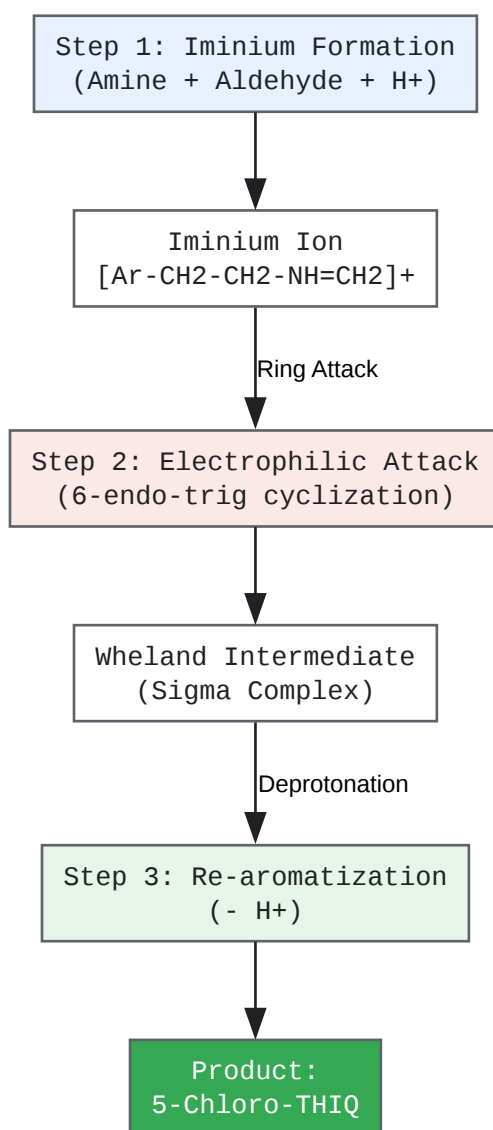 Step 1: Iminium Formation
(Amine + Aldehyde + H+)
Iminium Ion
[Ar-CH2-CH2-NH=CH2]+
Ring Attack
Step 2: Electrophilic Attack
(6-endo-trig cyclization)
Wheland Intermediate
(Sigma Complex)
Deprotonation
Step 3: Re-aromatization
(- H+)
Product:
5-Chloro-THIQ